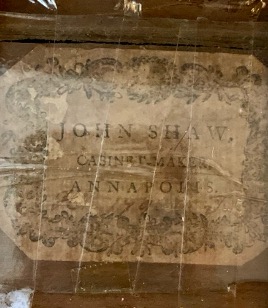 JOHN SHAW,
CABINET-MAKER,
ANNAPOLIS.